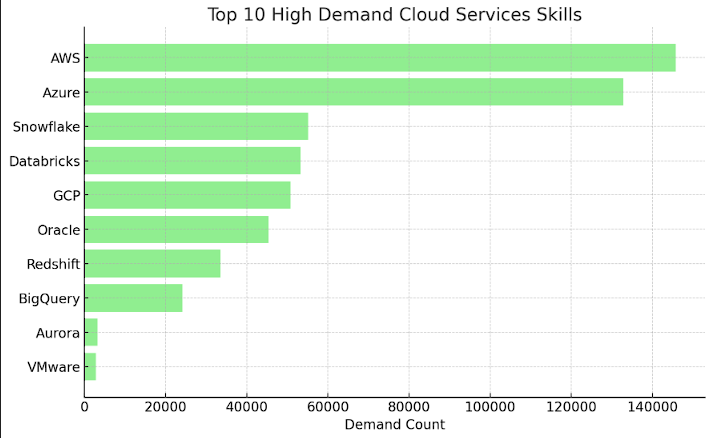 Top 10 High Demand Cloud Services Skills
AWS
Azure
Snowflake
Databricks
GCP
Oracle
Redshift
BigQuery
Aurora
VMware
0 20000 40000 60000 80000 100000 120000 140000
Demand Count